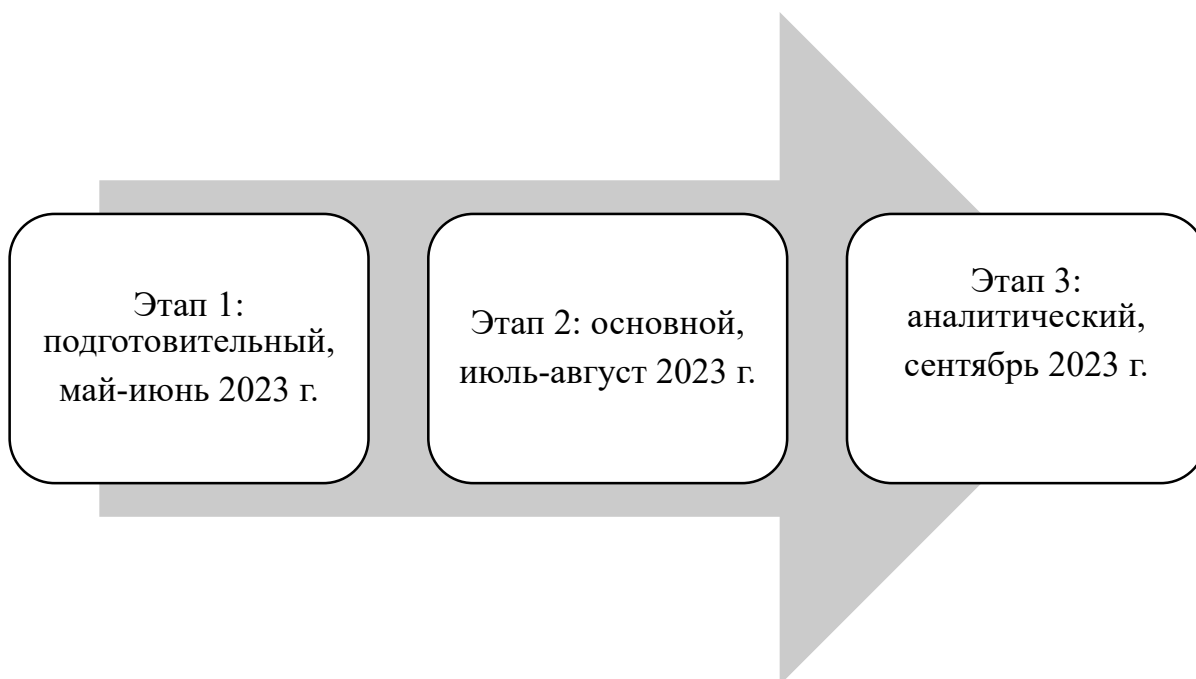 Этап 1:
подготовительный,
май-июнь 2023 г.
Этап 2: основной,
июль-август 2023 г.
Этап 3:
аналитический,
сентябрь 2023 г.